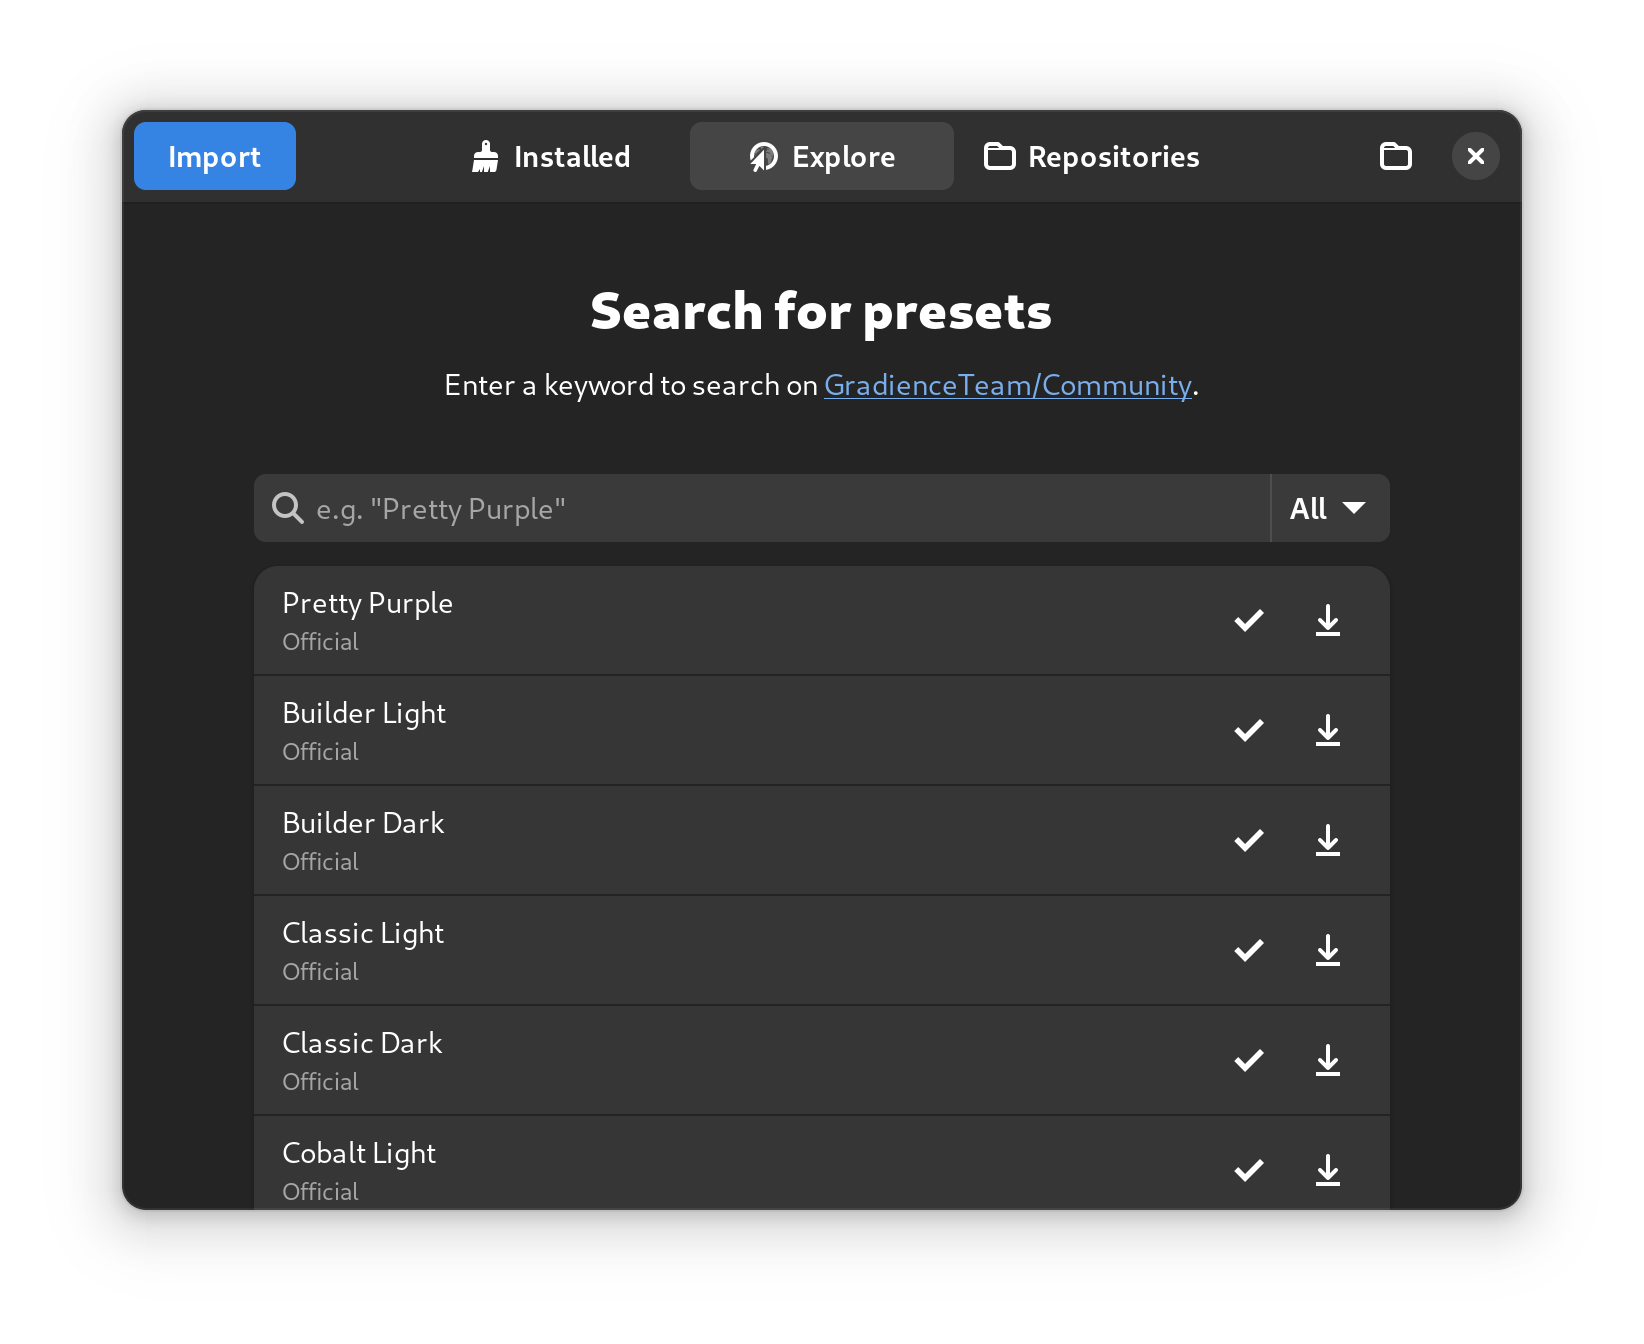 Import
Installed
Explore
Repositories
Search for presets
Enter a keyword to search on GradienceTeam/Community.
e.g. "Pretty Purple"
All
Pretty Purple
Official
Builder Light
Official
Builder Dark
Official
Classic Light
Official
Classic Dark
Official
Cobalt Light
Official